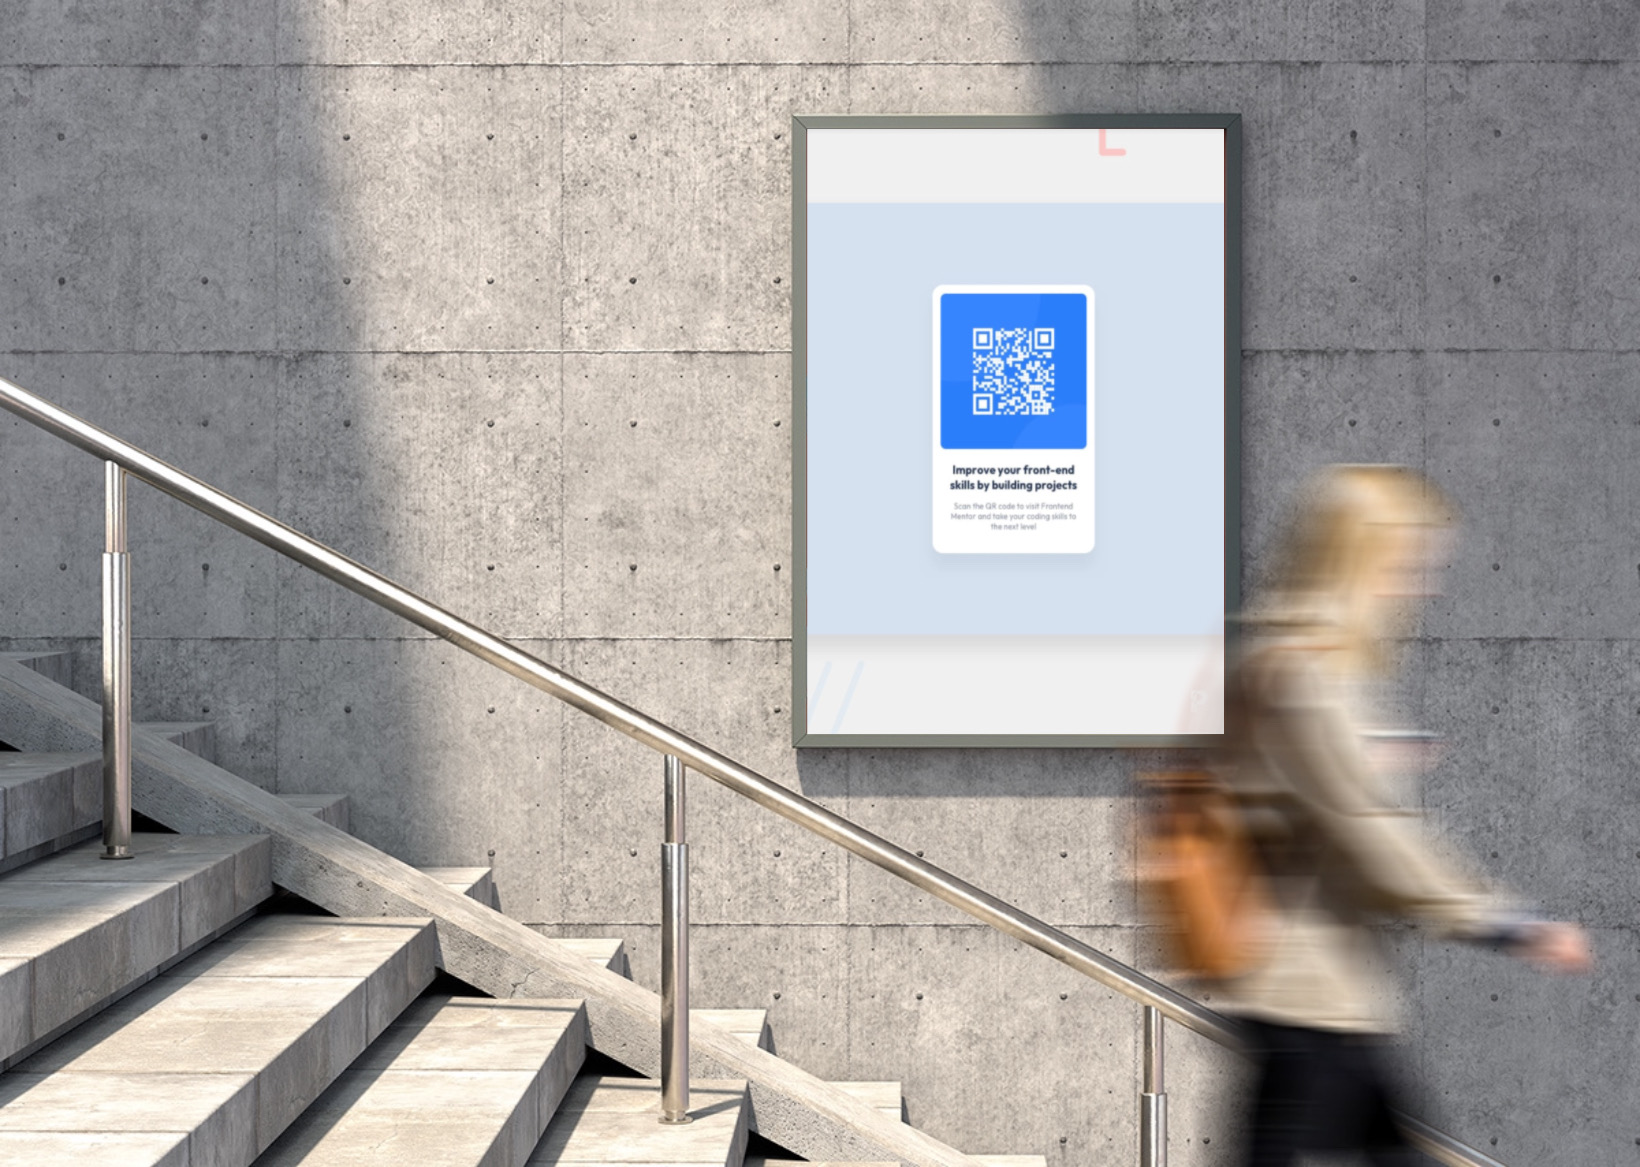 Improve your front-end
skills by building projects
Scan the QR code to visit Frontend
Mentor and take your coding skills to
the next level